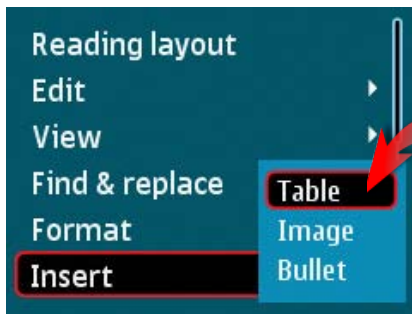 Reading layout
Edit
View
Find & replace
Format
Insert
Table
Image
Bullet